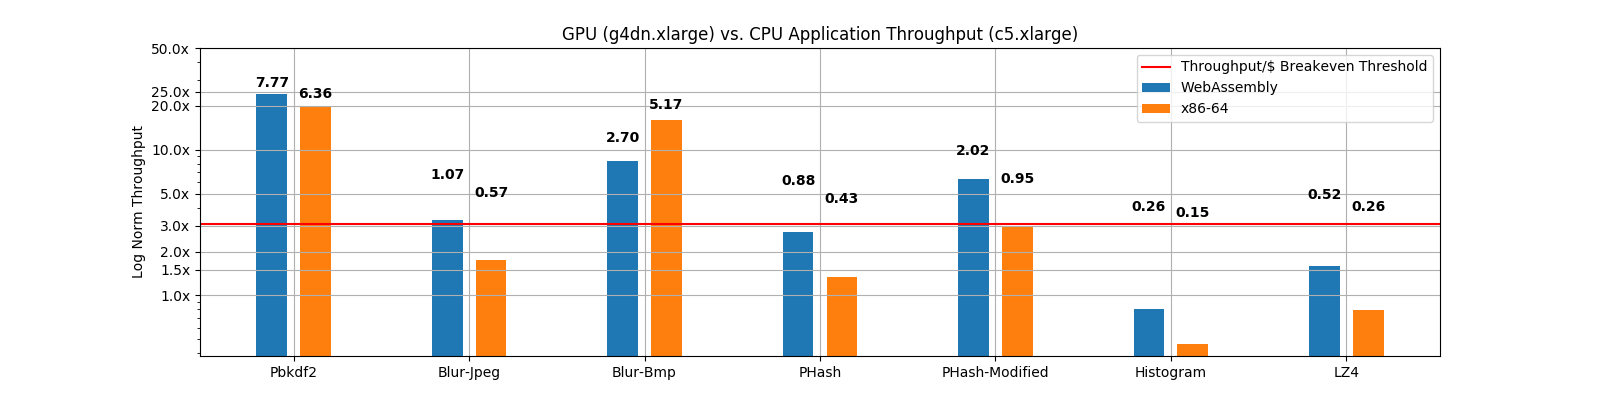 GPU (g4dn.xlarge) vs. CPU Application Throughput (c5.xlarge)
Log Norm Throughput
50.0x
25.0x
20.0x
10.0x
5.0x
3.0x
2.0x
1.5x
1.0x
Throughput/$ Breakeven Threshold
WebAssembly
x86-64
7.77
6.36
1.07
0.57
2.70
5.17
0.88
0.43
2.02
0.95
0.26
0.15
0.52
0.26
Pbkdf2
Blur-Jpeg
Blur-Bmp
PHash
PHash-Modified
Histogram
LZ4